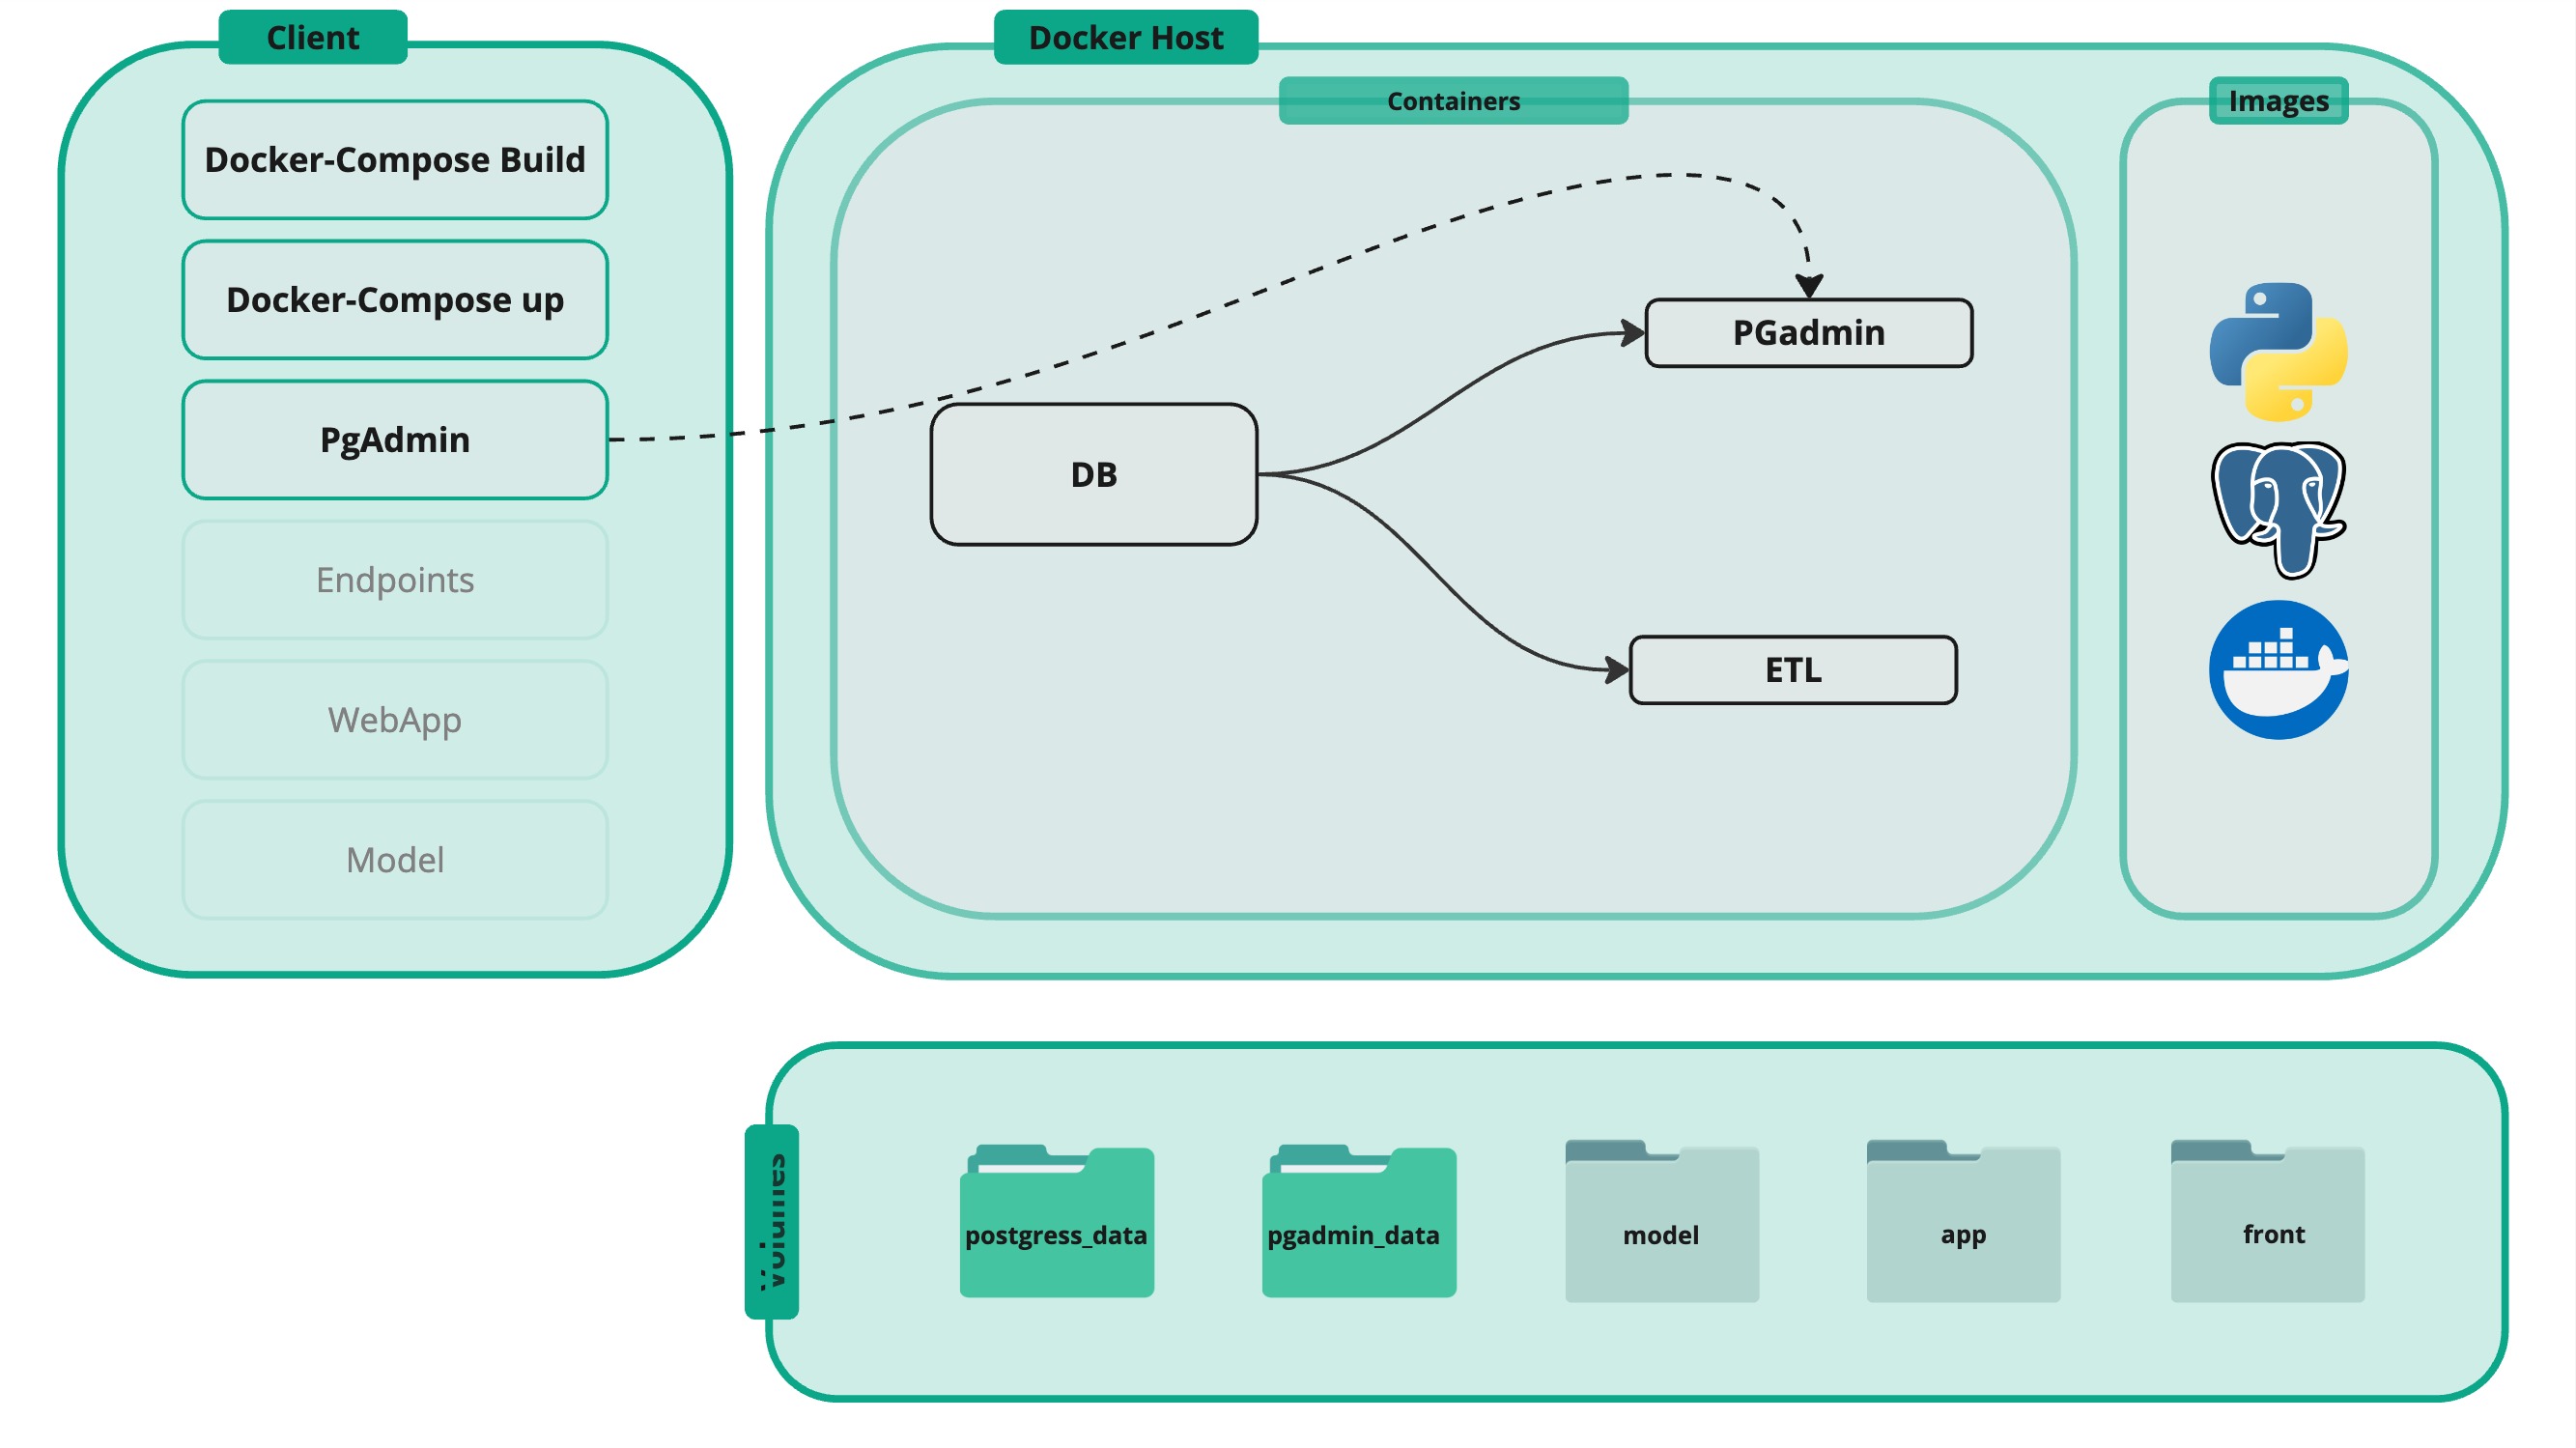 Client
Docker-Compose Build
Docker-Compose up
PgAdmin
Endpoints
WebApp
Model
Docker Host
Containers
PGadmin
DB
ETL
Images
Volumes
postgress_data
pgadmin_data
model
app
front